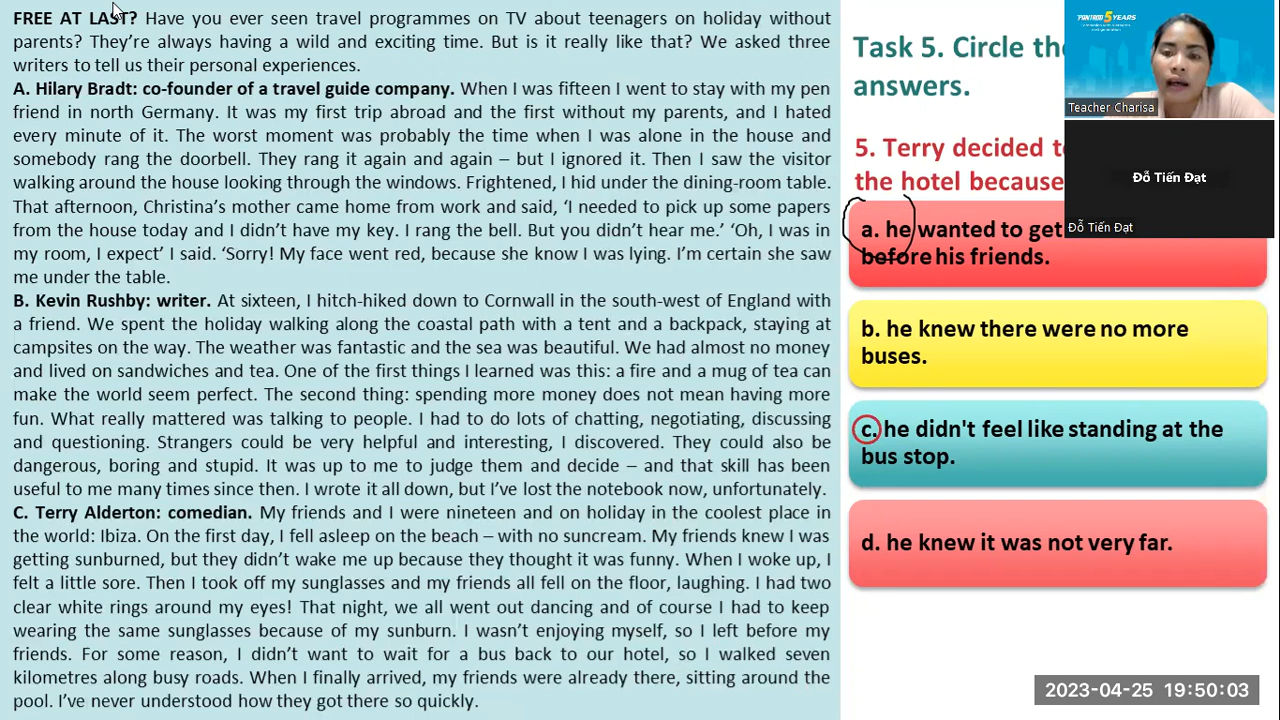 FREE AT LAST? Have you ever seen travel programmes on TV about teenagers on holiday without
parents? They're always having a wild and exciting time. But is it really like that? We asked three
writers to tell us their peroal experiences.
A. Hilary Bradt: co-founder of a travel guide company. When I was fifteen I went to stay with my pen
friend in north Germany. It was my first trip abroad and the first without my parents, and I hated
every minute of it. The worst moment was probably the time when I was alone in the house and
somebody rang the doorbell. They rang it again and again – but I ignored it. Then I saw the visitor
walking around the house looking through the windows. Frightened, I hid under the dining-room table.
That afternoon, Christina's mother came home from work and said, ‘I needed to pick up some papers
from the house today and I didn't have my key. I rang the bell. But you didn't hear me.’ ‘Oh, I was in
my room, I expect’ I said. ‘Sorry! My face went red, because she know I was lying. I'm certain she saw
me under the table.
B. Kevin Rushby: writer. At sixteen, I hitch-hiked down to Cornwall in the south-west of England with
a friend. We spent the holiday walking along the coastal path with a tent and a backpack, staying at
campsites on the way. The weather was fantastic and the sea was beautiful. We had almost no money
and lived on sandwiches and tea. One of the first things I learned was this: a fire and a mug of tea can
make the world seem perfect. The second thing: spending more money does not mean having more
fun. What really mattered was talking to people. I had to do lots of chatting, negotiating, discussing
and questioning. Strangers could be very helpful and interesting, I discovered. They could also be
dangerous, boring and stupid. It was up to me to judge them and decide – and that skill has been
useful to me many times since then. I wrote it all down, but I've lost the notebook now, unfortunately.
C. Terry Alderton: comedian. My friends and I were nineteen and on holiday in the coolest place in
the world: Ibiza. On the first day, I fell asleep on the beach – with no suncream. My friends knew I was
getting sunburned, but they didn't wake me up because they thought it was funny. When I woke up, I
felt a little sore. Then I took off my sunglasses and my friends all fell on the floor, laughing. I had two
clear white rings around my eyes! That night, we all went out dancing and of course I had to keep
wearing the same sunglasses because of my sunburn. I wasn't enjoying myself, so I left before my
friends. For some reason, I didn't want to wait for a bus back to our hotel, so I walked seven
kilometres along busy roads. When I finally arrived, my friends were already there, sitting around the
pool. I've never understood how they got there so quickly.
Task 5. Circle the
answers.
5. Terry decided t
the hotel because
a. he wanted to get
before his friends.
b. he knew there were no more
buses.
c. he didn't feel like standing at the
bus stop.
d. he knew it was not very far.
5 YEARS
Teacher Charisa
Đỗ Tiến Đạt
Đỗ Tiến Đạt
2023-04-25 19:50:03